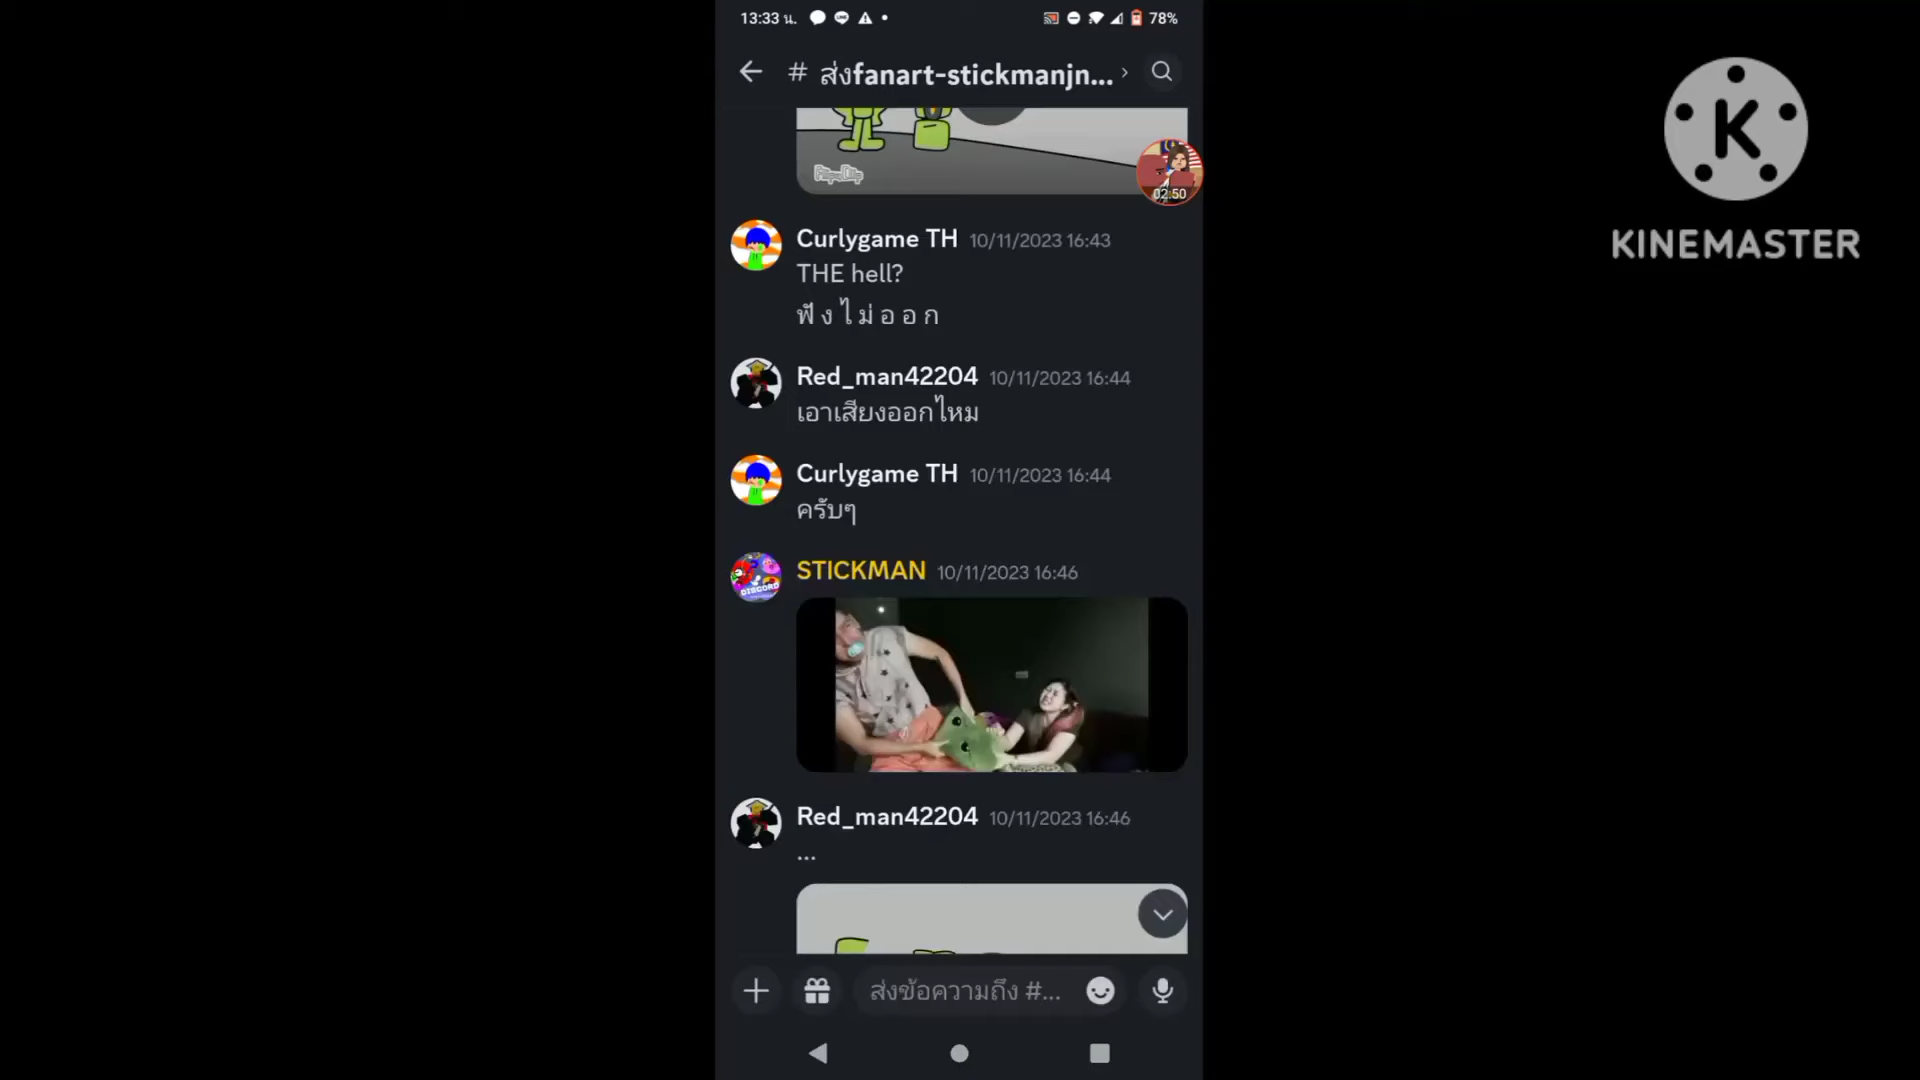 13:33 น.
78%
# ส่งfanart-stickmanjn...
FlipaClip
02:50
Curlygame TH 10/11/2023 16:43
THE hell?
ฟั ง ไ ม่ อ อ ก
Red_man42204 10/11/2023 16:44
เอาเสียงออกไหม
Curlygame TH 10/11/2023 16:44
ครับๆ
STICKMAN 10/11/2023 16:46
DISCORD
Red_man42204 10/11/2023 16:46
...
ส่งข้อความถึง #...
K
KINEMASTER